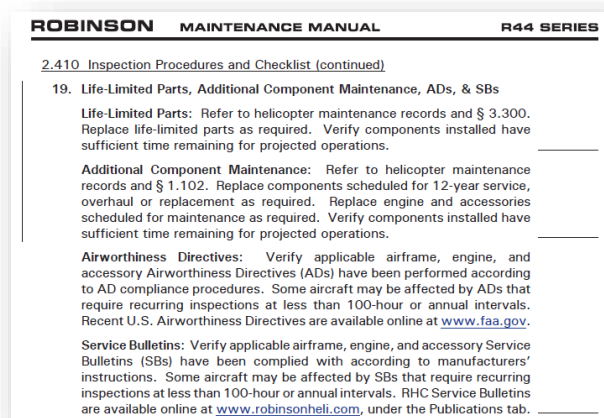 ROBINSON MAINTENANCE MANUAL R44 SERIES
2.410 Inspection Procedures and Checklist (continued)
19. Life-Limited Parts, Additional Component Maintenance, ADs, & SBs
Life-Limited Parts: Refer to helicopter maintenance records and § 3.300.
Replace life-limited parts as required. Verify components installed have
sufficient time remaining for projected operations.
Additional Component Maintenance: Refer to helicopter maintenance
records and § 1.102. Replace components scheduled for 12-year service,
overhaul or replacement as required. Replace engine and accessories
scheduled for maintenance as required. Verify components installed have
sufficient time remaining for projected operations.
Airworthiness Directives: Verify applicable airframe, engine, and
accessory Airworthiness Directives (ADs) have been performed according
to AD compliance procedures. Some aircraft may be affected by ADs that
require recurring inspections at less than 100-hour or annual intervals.
Recent U.S. Airworthiness Directives are available online at www.faa.gov.
Service Bulletins: Verify applicable airframe, engine, and accessory Service
Bulletins (SBs) have been complied with according to manufacturers'
instructions. Some aircraft may be affected by SBs that require recurring
inspections at less than 100-hour or annual intervals. RHC Service Bulletins
are available online at www.robinsonheli.com, under the Publications tab.